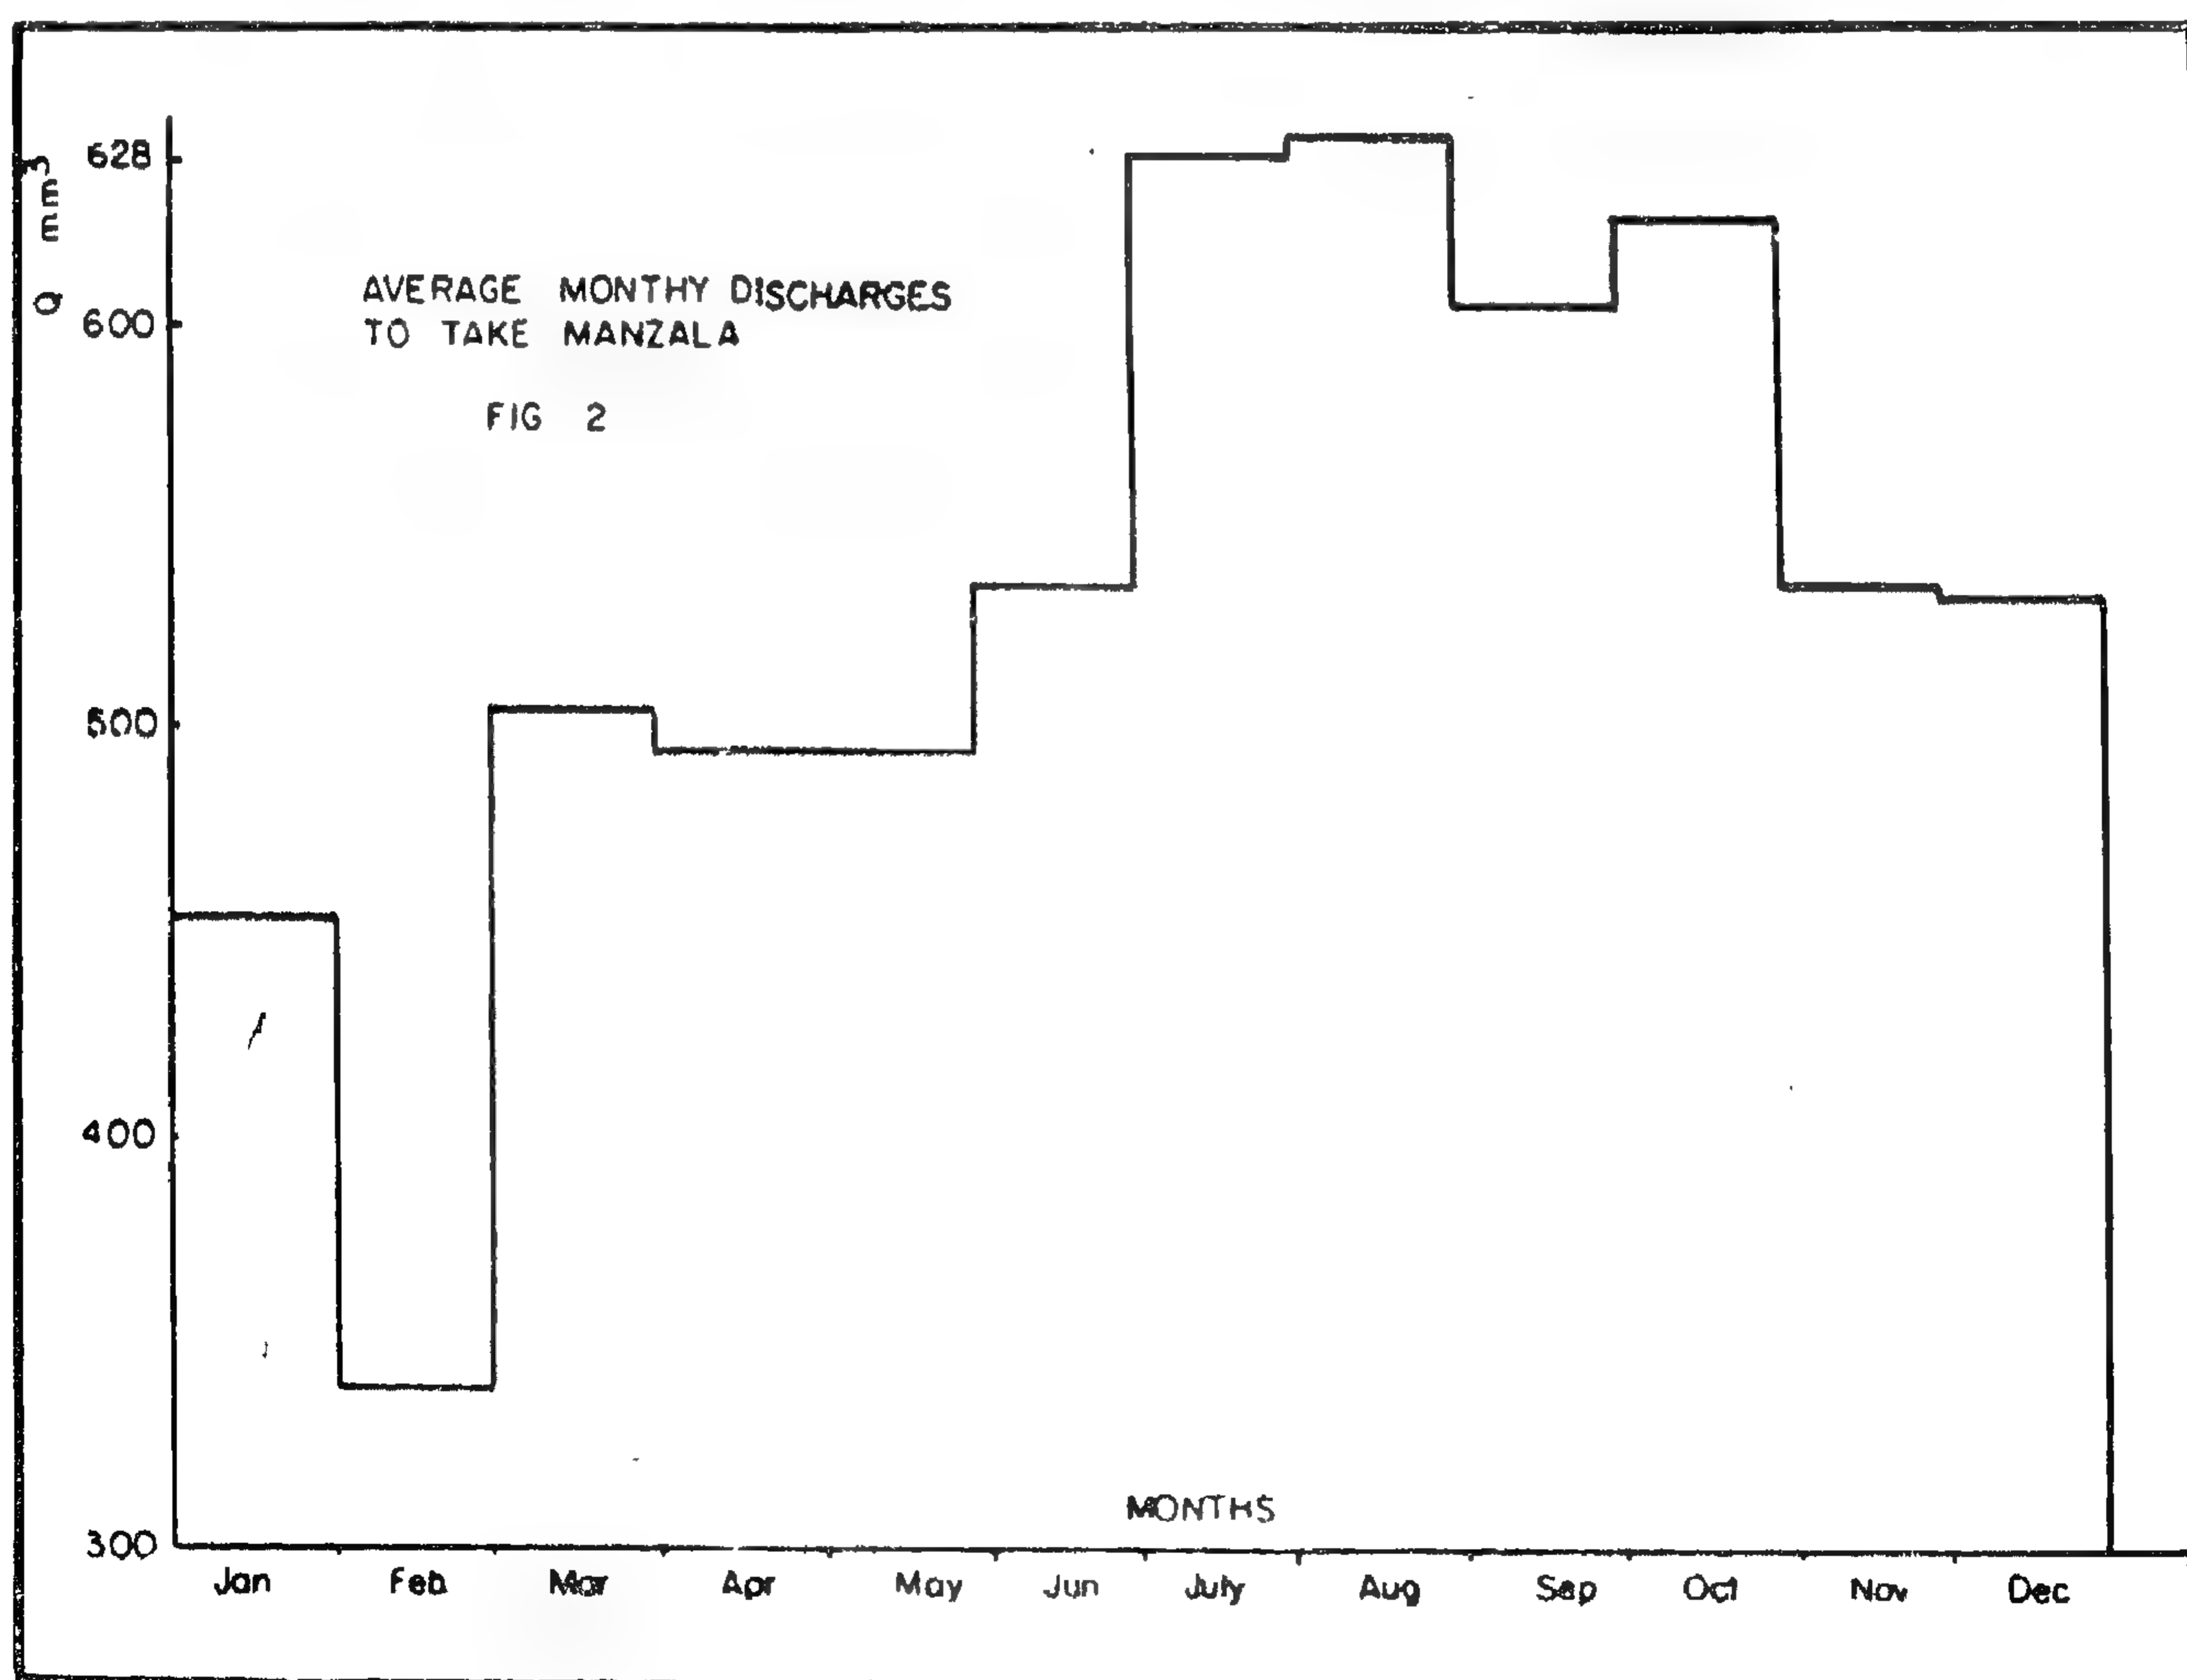 Q mm³
628
600
500
400
300
AVERAGE MONTHY DISCHARGES
TO TAKE MANZALA
FIG 2
MONTHS
Jan Feb Mar Apr May Jun July Aug Sep Oct Nov Dec